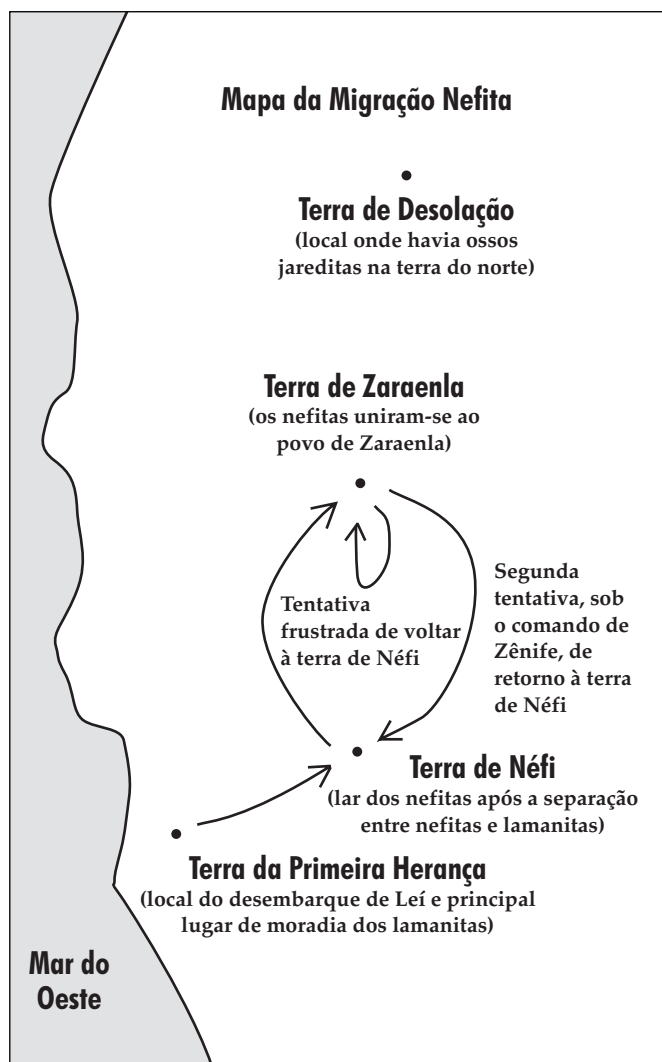 Mapa da Migração Nefita
Terra de Desolação
(local onde havia ossos
jareditas na terra do norte)
Terra de Zaraenla
(os nefitas uniram-se ao
povo de Zaraenla)
Tentativa
frustrada de voltar
à terra de Néfi
Segunda
tentativa, sob
o comando de
Zênife, de
retorno à terra
de Néfi
Terra de Néfi
(lar dos nefitas após a separação
entre nefitas e lamanitas)
Terra da Primeira Herança
(local do desembarque de Leí e principal
lugar de moradia dos lamanitas)
Mar do
Oeste